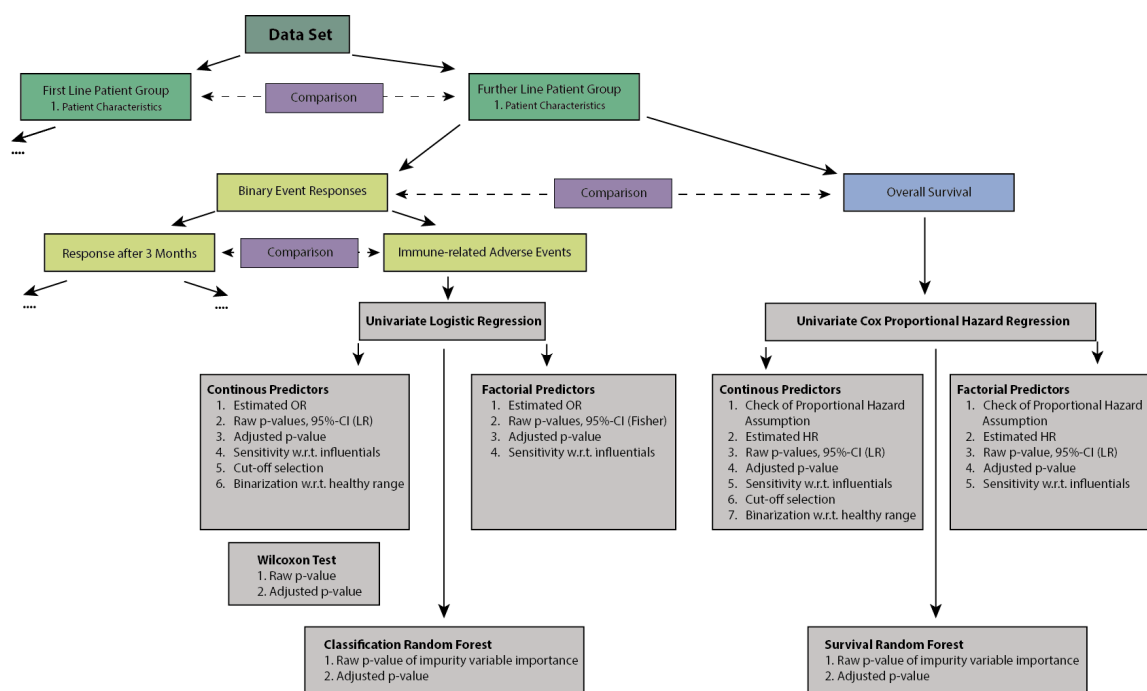 Data Set
First Line Patient Group
1. Patient Characteristics
Comparison
Further Line Patient Group
1. Patient Characteristics
....
Binary Event Responses
Comparison
Overall Survival
Response after 3 Months
Comparison
Immune-related Adverse Events
....
....
Univariate Logistic Regression
Univariate Cox Proportional Hazard Regression
Continous Predictors
1. Estimated OR
2. Raw p-values, 95%-CI (LR)
3. Adjusted p-value
4. Sensitivity w.r.t. influentials
5. Cut-off selection
6. Binarization w.r.t. healthy range
Factorial Predictors
1. Estimated OR
2. Raw p-values, 95%-CI (Fisher)
3. Adjusted p-value
4. Sensitivity w.r.t. influentials
Continous Predictors
1. Check of Proportional Hazard
Assumption
2. Estimated HR
3. Raw p-values, 95%-CI (LR)
4. Adjusted p-value
5. Sensitivity w.r.t. influentials
6. Cut-off selection
7. Binarization w.r.t. healthy range
Factorial Predictors
1. Check of Proportional Hazard
Assumption
2. Estimated HR
3. Raw p-value, 95%-CI (LR)
4. Adjusted p-value
5. Sensitivity w.r.t. influentials
Wilcoxon Test
1. Raw p-value
2. Adjusted p-value
Classification Random Forest
1. Raw p-value of impurity variable importance
2. Adjusted p-value
Survival Random Forest
1. Raw p-value of impurity variable importance
2. Adjusted p-value